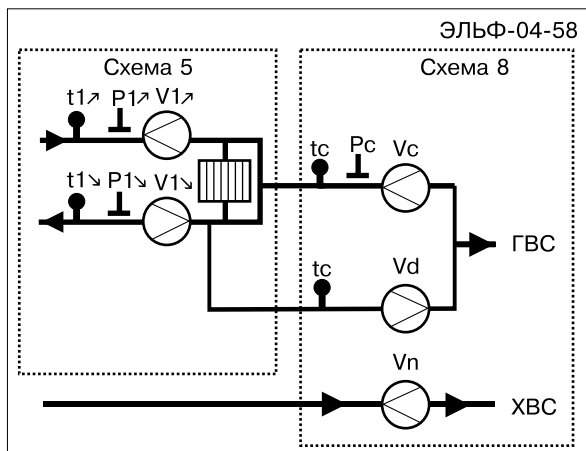 ЭЛЬФ-04-58
Схема 5
Схема 8
t1↗ P1↗ V1↗
tc Pc Vc
t1↘ P1↘ V1↘
ГВС
tc Vd
Vn
ХВС